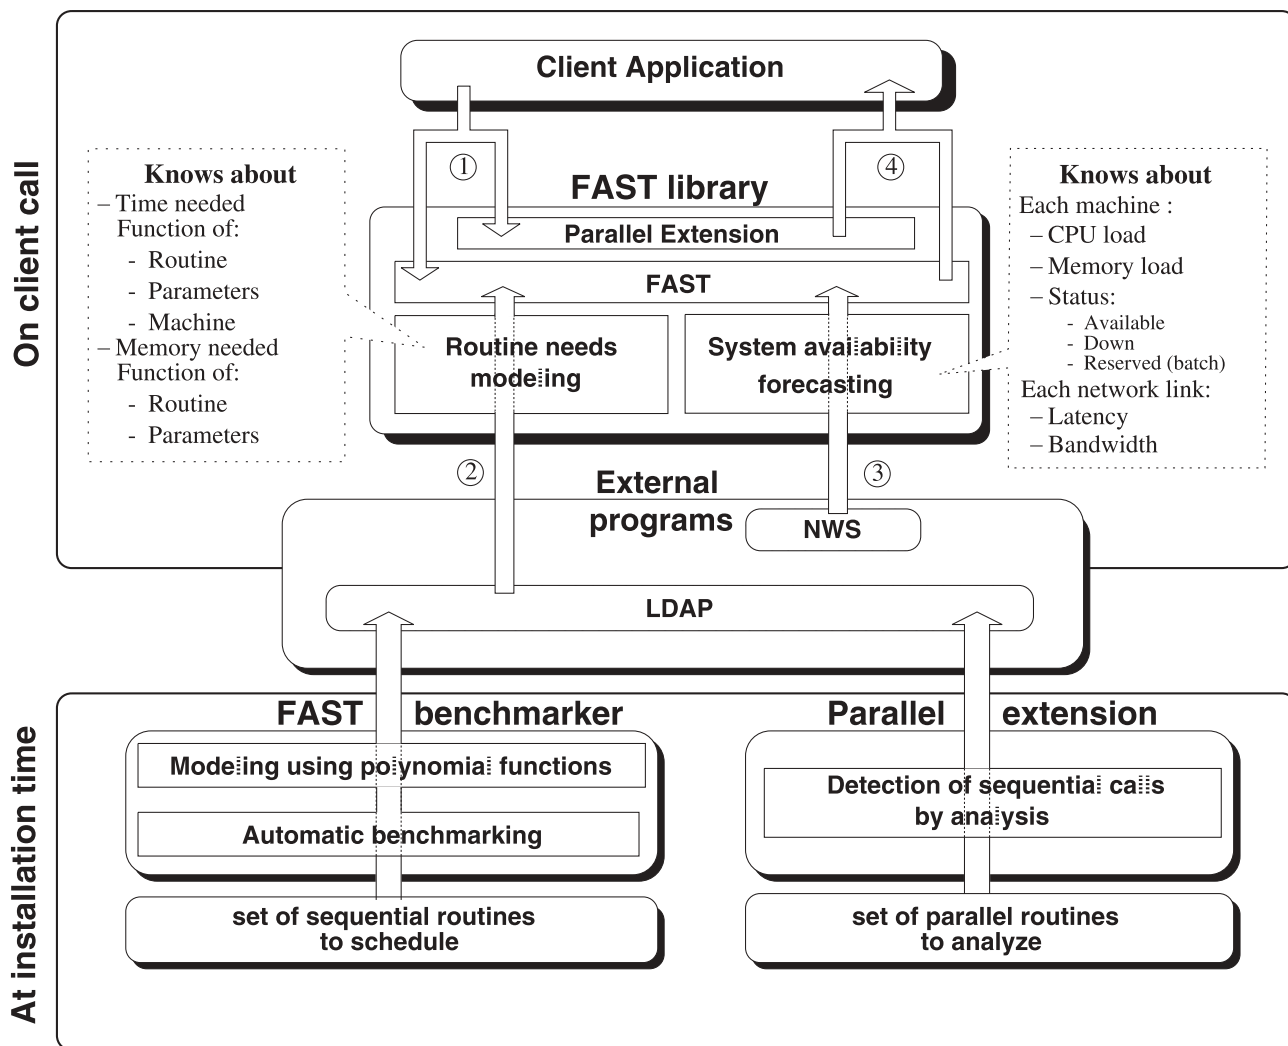 On client call
Client Application
1
4
Knows about
– Time needed
Function of:
- Routine
- Parameters
- Machine
– Memory needed
Function of:
- Routine
- Parameters
FAST library
Parallel Extension
FAST
Routine needs
modeling
System availability
forecasting
Knows about
Each machine :
– CPU load
– Memory load
– Status:
- Available
- Down
- Reserved (batch)
Each network link:
– Latency
– Bandwidth
2
3
External
programs
NWS
LDAP
At installation time
FAST benchmarker
Modeling using polynomial functions
Automatic benchmarking
set of sequential routines
to schedule
Parallel extension
Detection of sequential calls
by analysis
set of parallel routines
to analyze